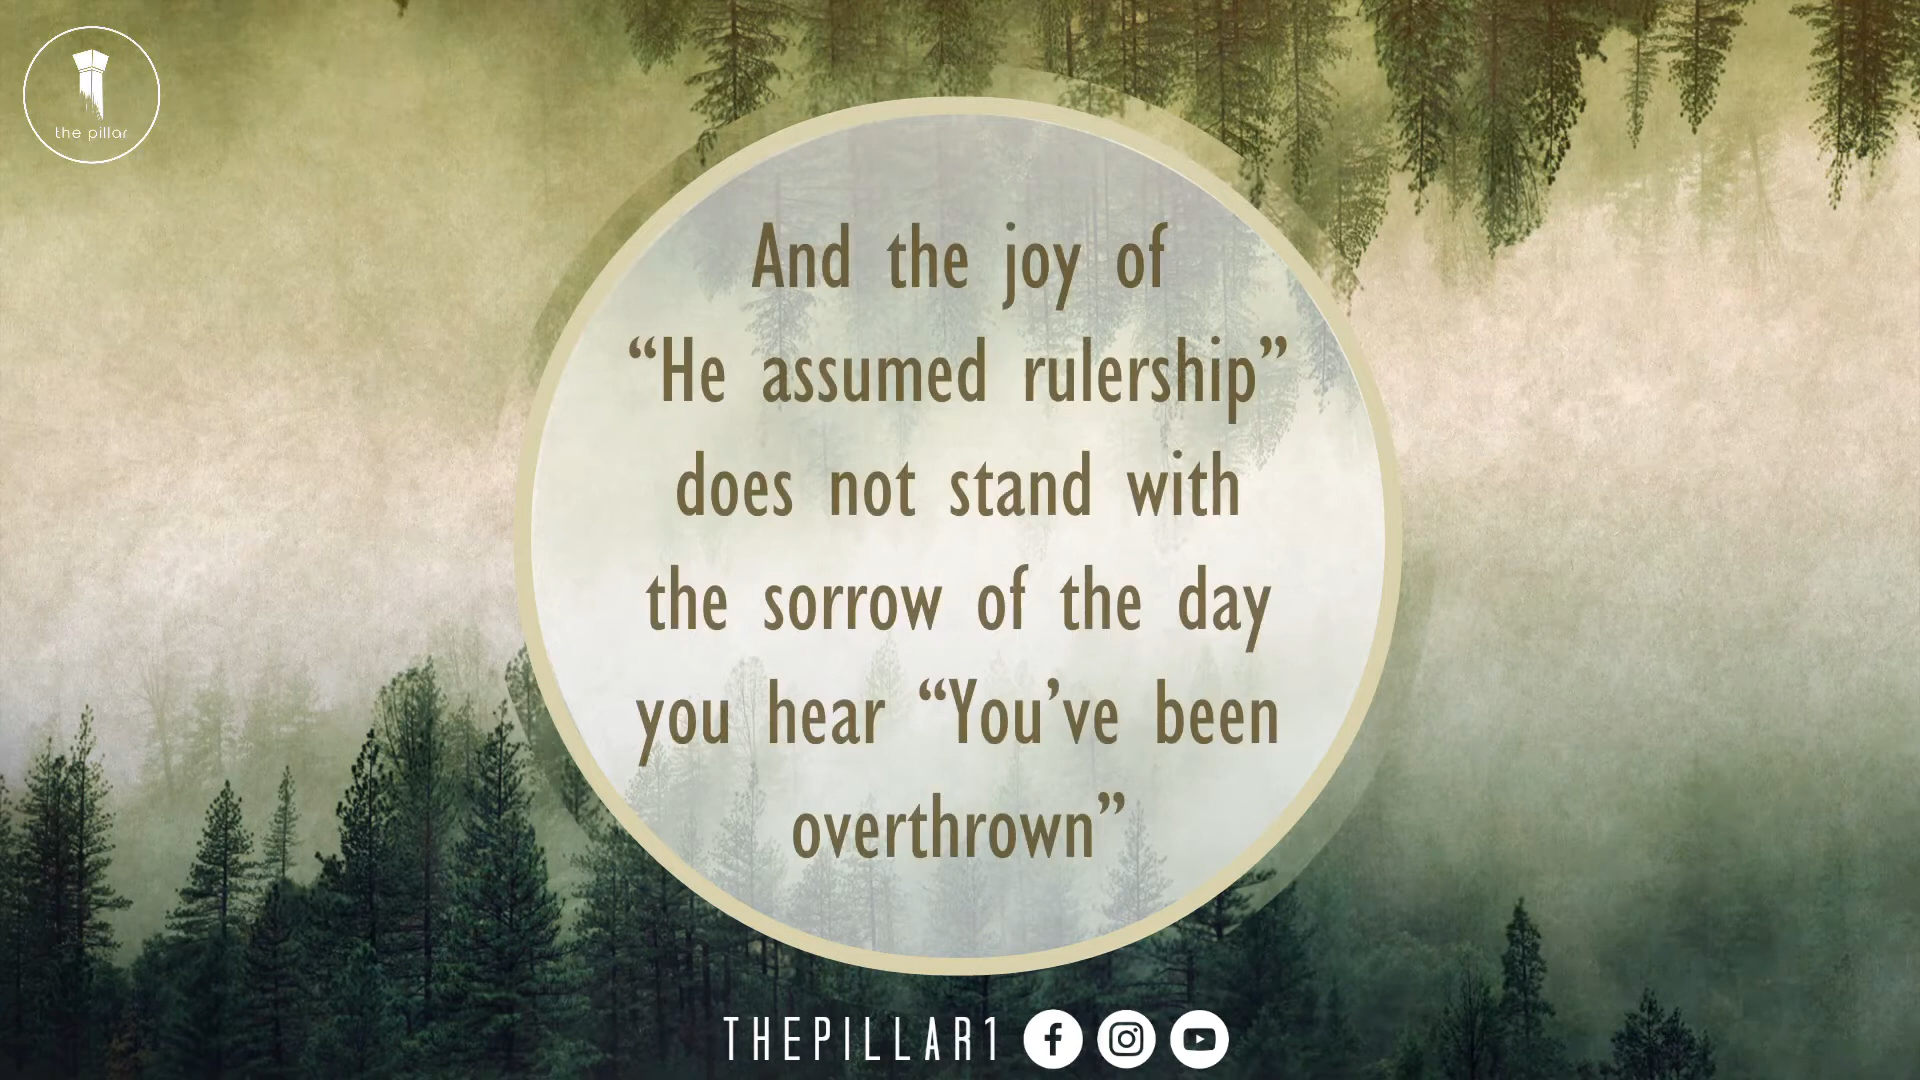 the pillar
And the joy of
“He assumed rulership”
does not stand with
the sorrow of the day
you hear “You’ve been
overthrown”
THEPILLAR1